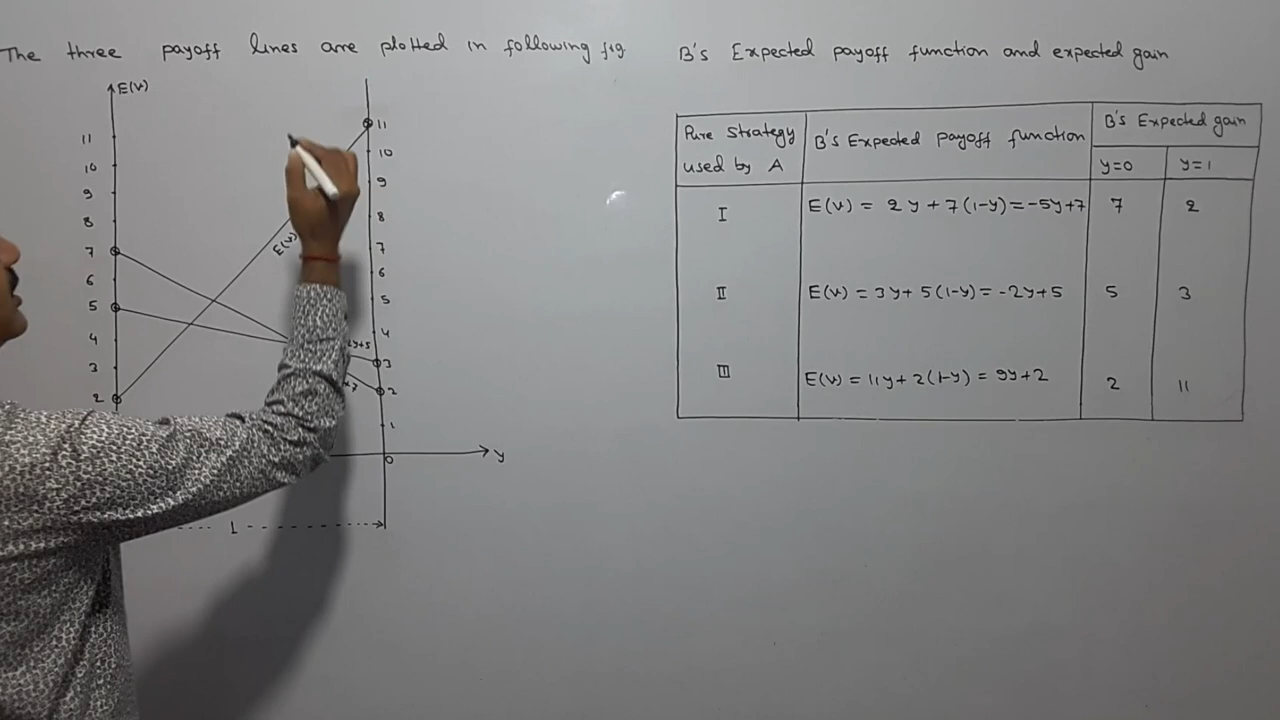 The three payoff lines are plotted in following fig
B's Expected payoff function and expected gain
E(v)
11
10
9
8
7
6
5
4
3
2
11
10
9
8
7
6
5
4
3
2
1
0
E(v)
y
1
Pure Strategy used by A
B's Expected payoff function
B's Expected gain
y=0
y=1
I
E(v) = 2y+7(1-y)=-5y+7
7
2
II
E(v) = 3y+5(1-y)=-2y+5
5
3
III
E(v) = 11y+2(1-y) = 9y+2
2
11